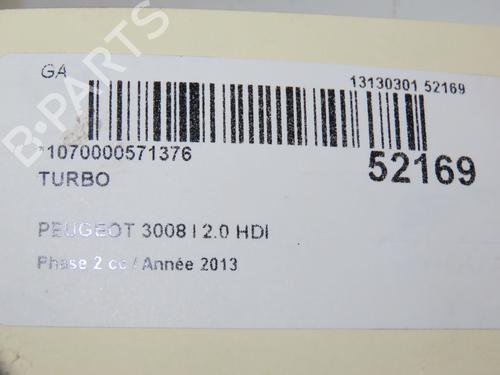 B-PARTS
GA
13130301 52169
*1070000571376
52169
TURBO
PEUGEOT 3008 I 2.0 HDI
Phase 2 cc / Année 2013